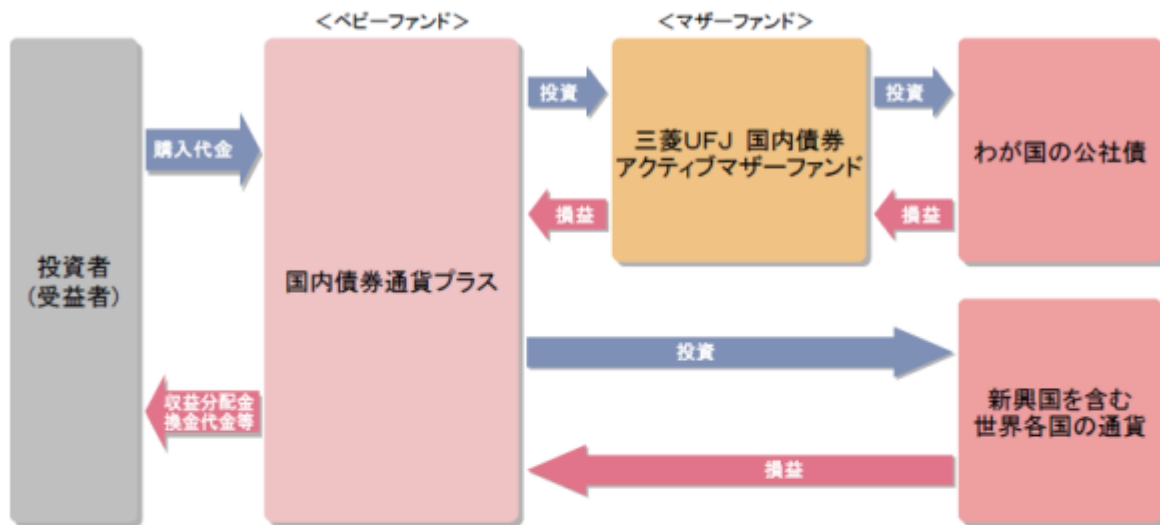 ＜ベビーファンド＞
＜マザーファンド＞
投資者
（受益者）
購入代金
収益分配金
換金代金等
国内債券通貨プラス
投資
損益
三菱UFJ 国内債券
アクティブマザーファンド
投資
損益
わが国の公社債
投資
損益
新興国を含む
世界各国の通貨